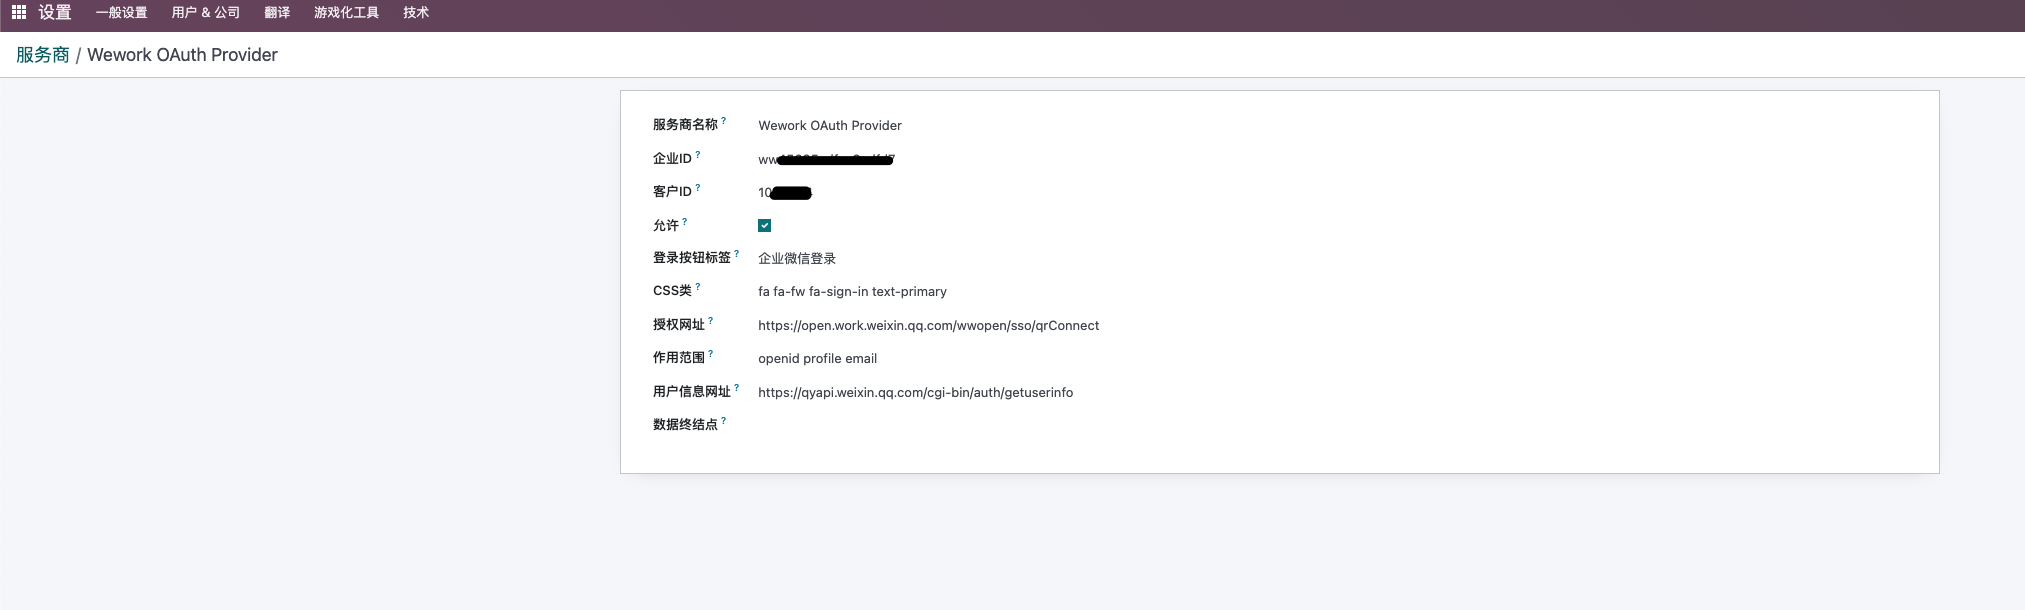 设置 一般设置 用户 & 公司 翻译 游戏化工具 技术
服务商 / Wework OAuth Provider
服务商名称 ? Wework OAuth Provider
企业ID ? ww
客户ID ? 10
允许 ?
登录按钮标签 ? 企业微信登录
CSS类 ? fa fa-fw fa-sign-in text-primary
授权网址 ? https://open.work.weixin.qq.com/wwopen/sso/qrConnect
作用范围 ? openid profile email
用户信息网址 ? https://qyapi.weixin.qq.com/cgi-bin/auth/getuserinfo
数据终结点 ?